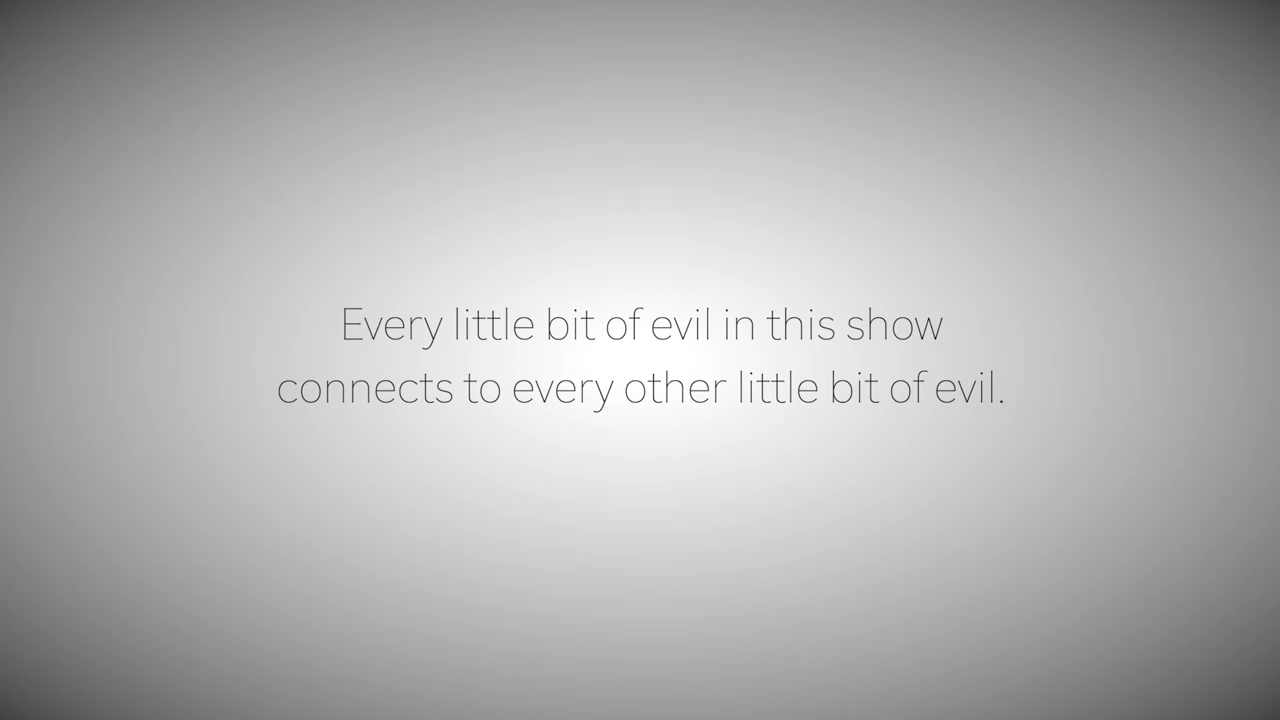 Every little bit of evil in this show
connects to every other little bit of evil.